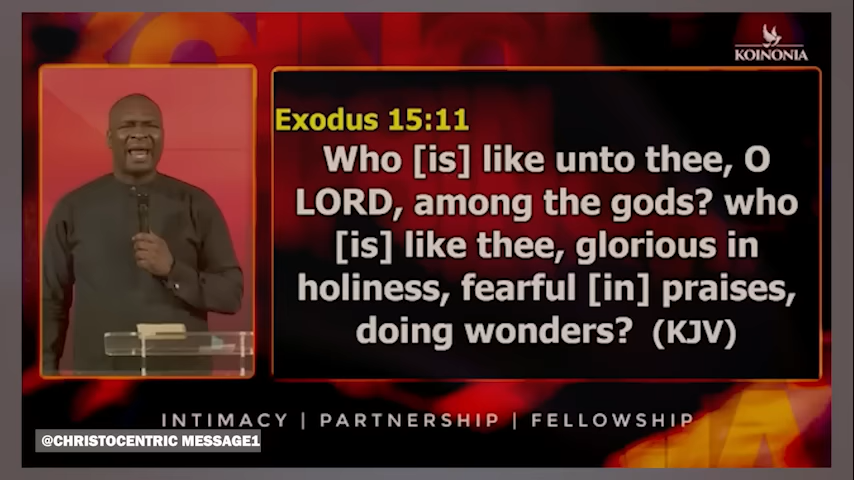 KOINONIA
Exodus 15:11
Who [is] like unto thee, O
LORD, among the gods? who
[is] like thee, glorious in
holiness, fearful [in] praises,
doing wonders? (KJV)
INTIMACY | PARTNERSHIP | FELLOWSHIP
@CHRISTOCENTRIC MESSAGE1